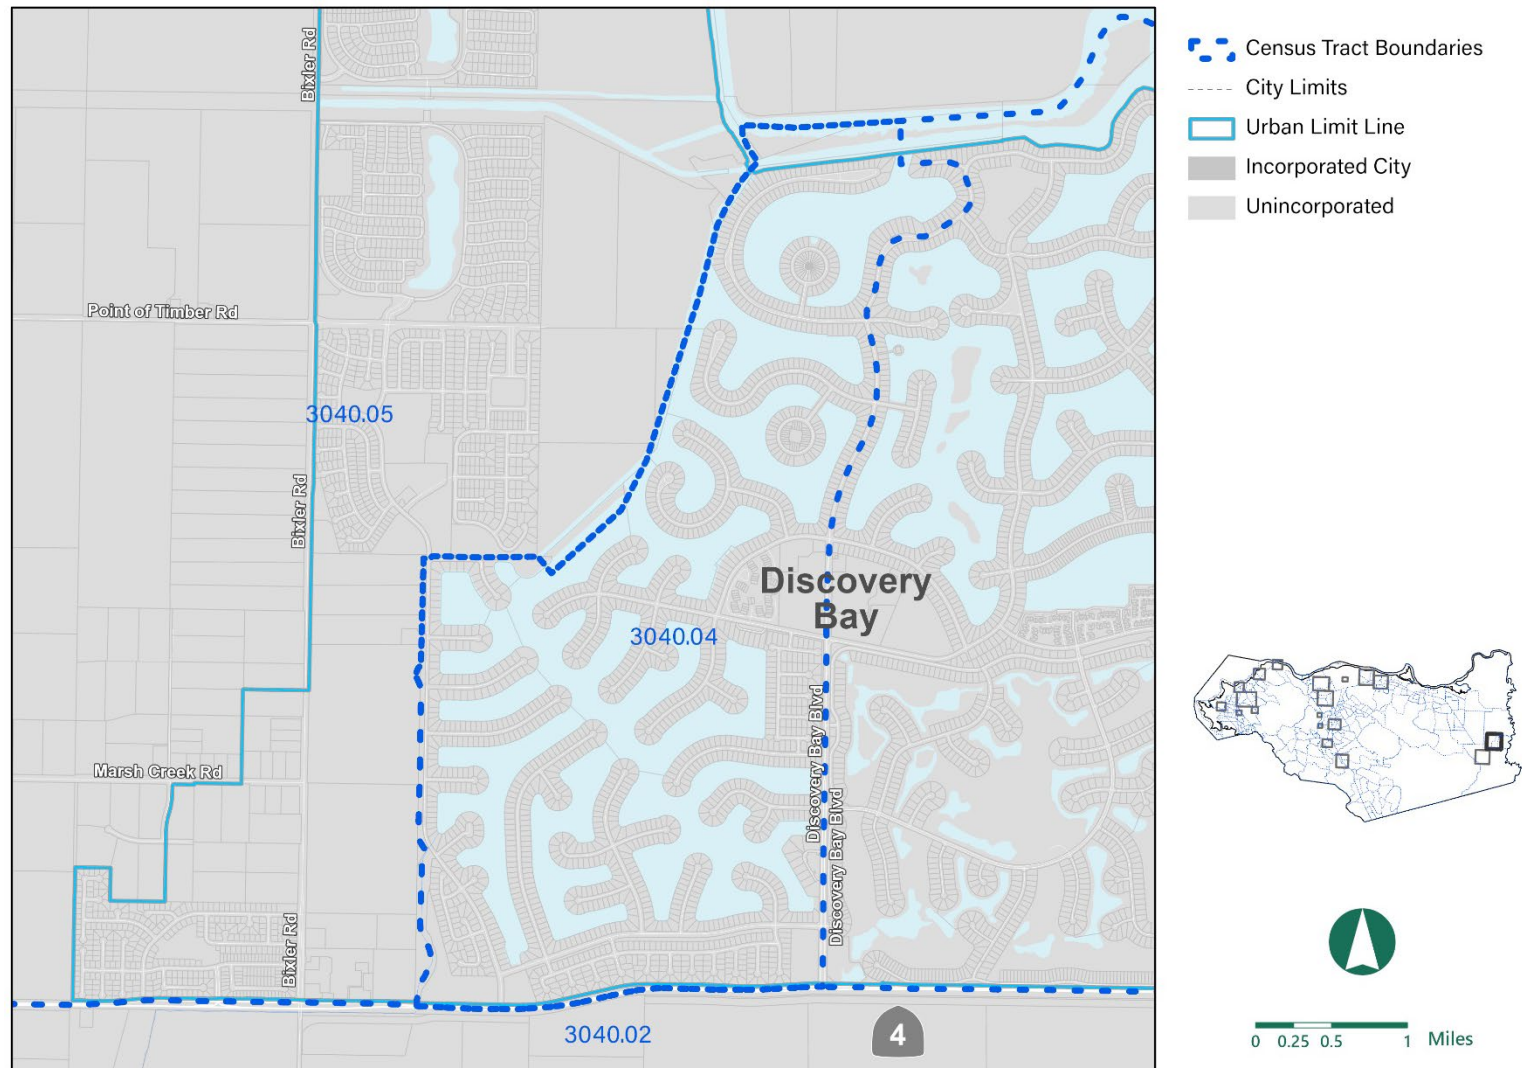 Bixler Rd
Point of Timber Rd
3040.05
Bixler Rd
Discovery
Bay
3040.04
Marsh Creek Rd
Discovery Bay Blvd
Discovery Bay Blvd
Bixler Rd
3040.02
4
Census Tract Boundaries
City Limits
Urban Limit Line
Incorporated City
Unincorporated
0 0.25 0.5 1 Miles